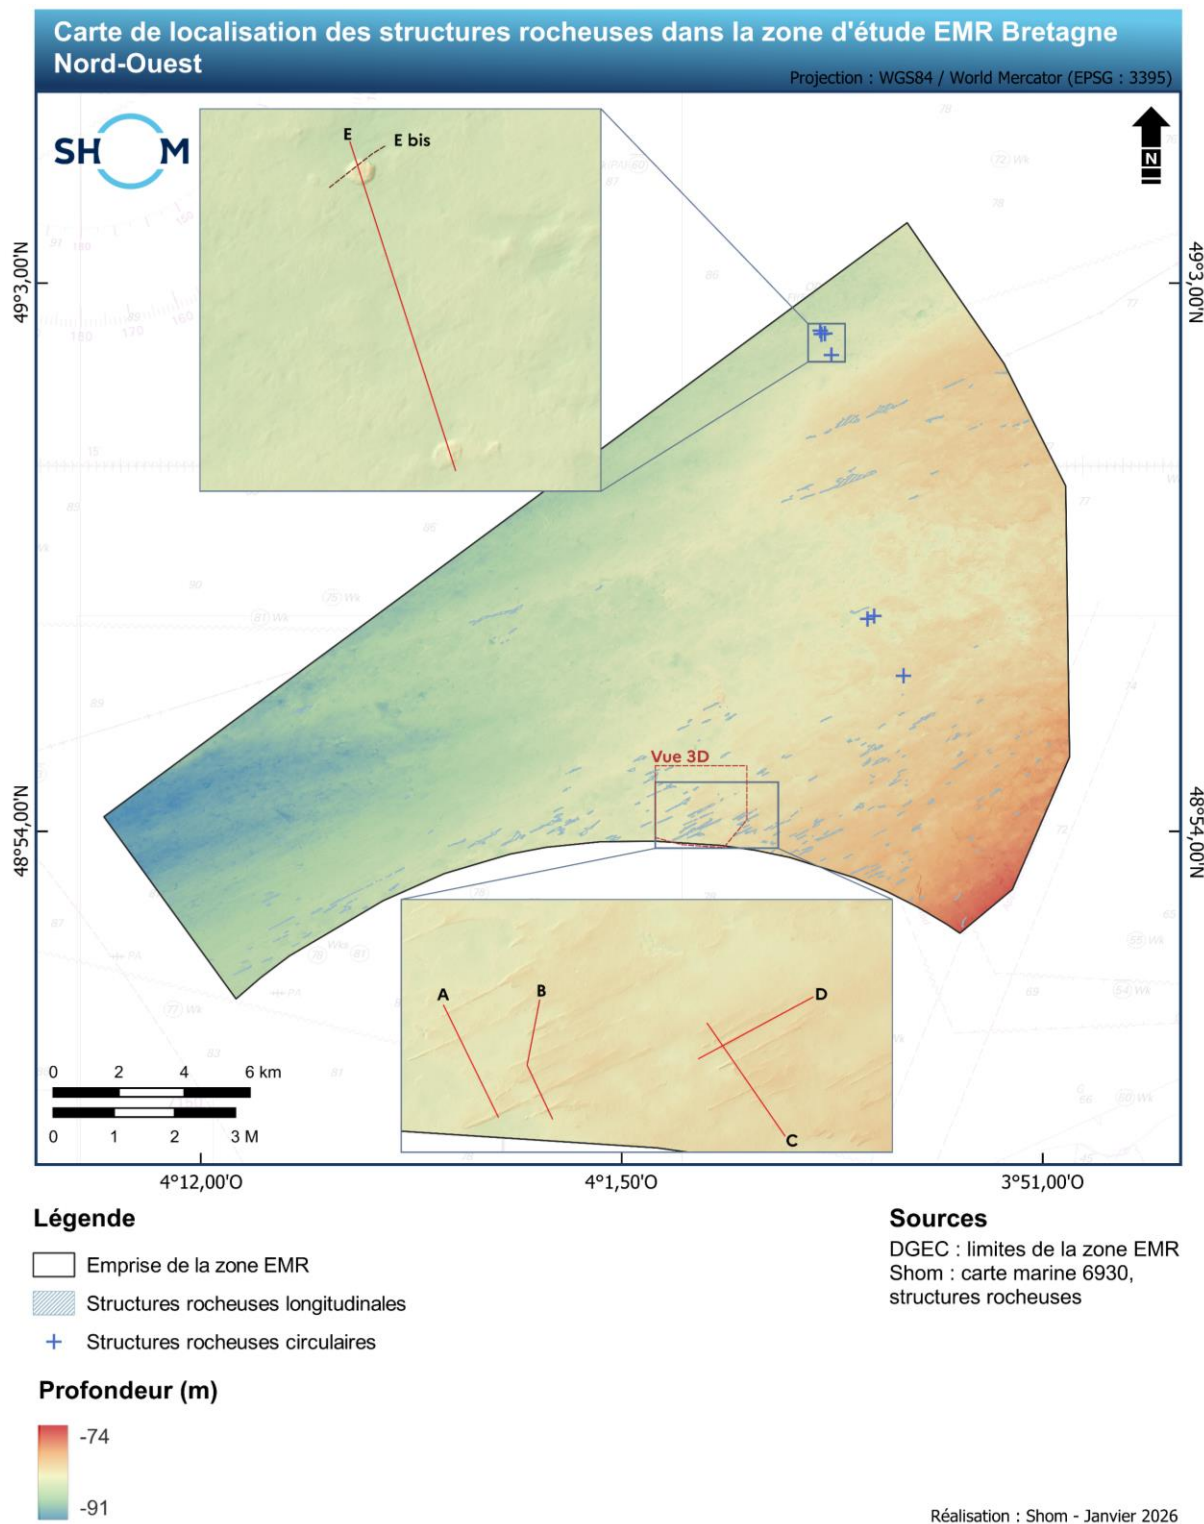 Carte de localisation des structures rocheuses dans la zone d'étude EMR Bretagne
Nord-Ouest
Projection : WGS84 / World Mercator (EPSG : 3395)
SHOM
N
E
E bis
49°3,00'N
49°3,00'N
Vue 3D
48°54,00'N
48°54,00'N
A
B
D
C
0 2 4 6 km
0 1 2 3 M
4°12,00'O
4°1,50'O
3°51,00'O
Légende
Emprise de la zone EMR
Structures rocheuses longitudinales
Structures rocheuses circulaires
Profondeur (m)
-74
-91
Sources
DGEC : limites de la zone EMR
Shom : carte marine 6930,
structures rocheuses
Réalisation : Shom - Janvier 2026